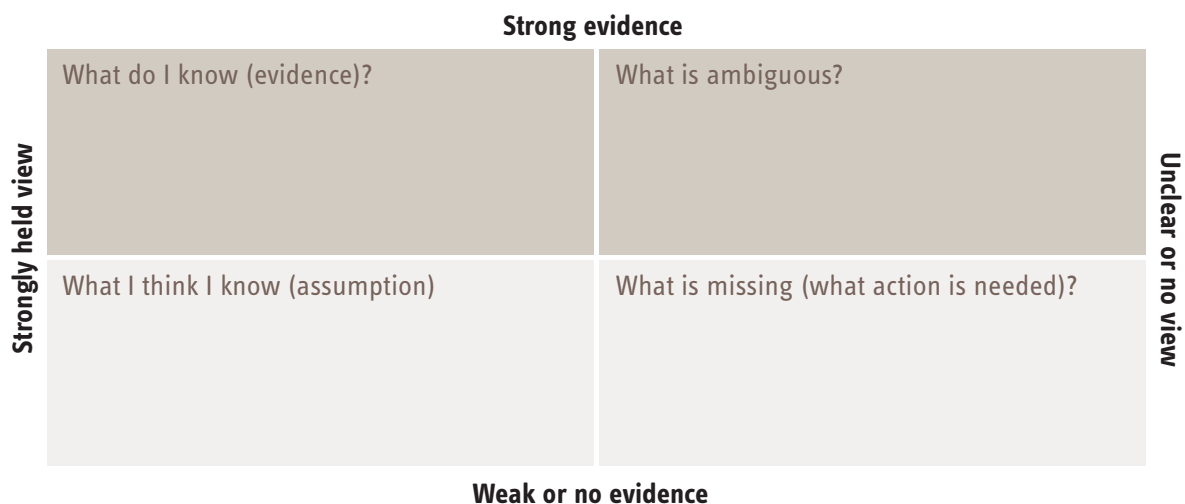 Strong evidence
What do I know (evidence)?
What is ambiguous?
Strongly held view
Unclear or no view
What I think I know (assumption)
What is missing (what action is needed)?
Weak or no evidence